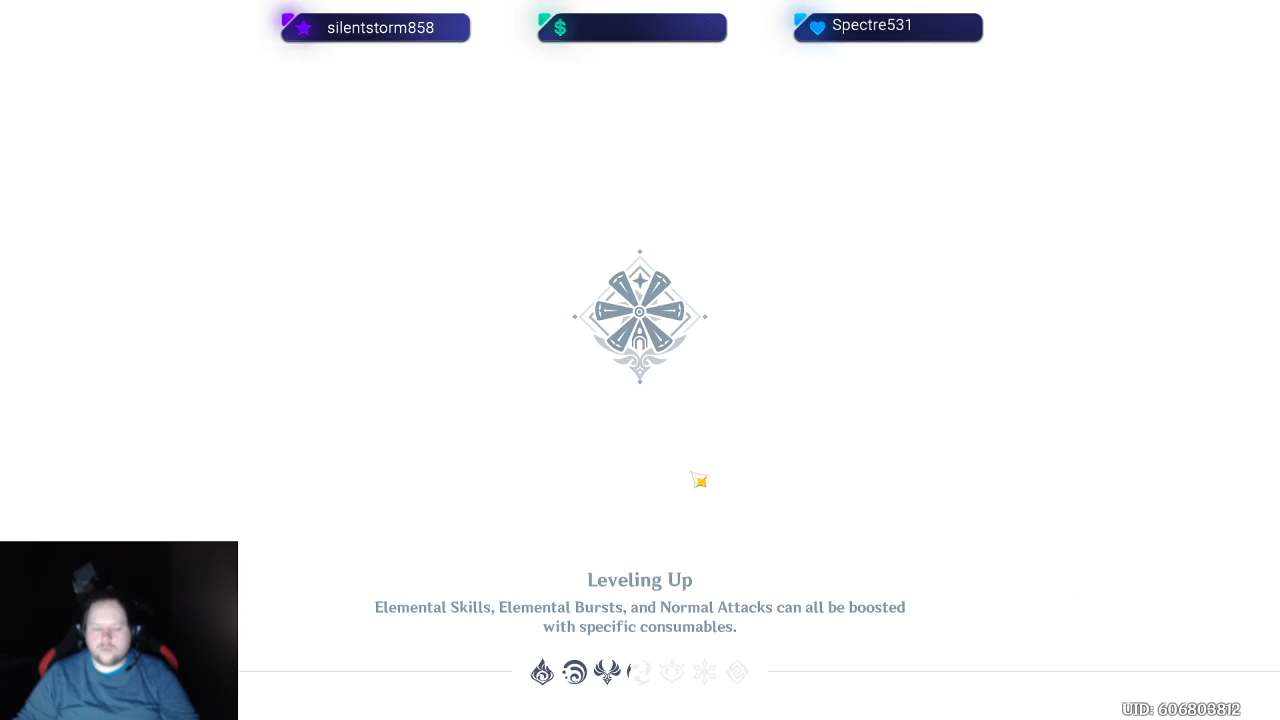 silentstorm858
$
Spectre531
Leveling Up
Elemental Skills, Elemental Bursts, and Normal Attacks can all be boosted
with specific consumables.
UID: 606803812